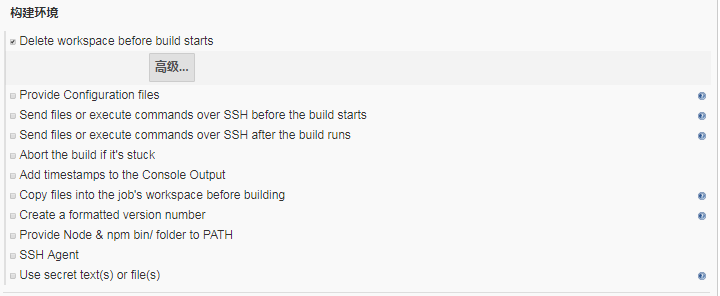 构建环境
Delete workspace before build starts
高级...
Provide Configuration files
Send files or execute commands over SSH before the build starts
Send files or execute commands over SSH after the build runs
Abort the build if it's stuck
Add timestamps to the Console Output
Copy files into the job's workspace before building
Create a formatted version number
Provide Node & npm bin/ folder to PATH
SSH Agent
Use secret text(s) or file(s)